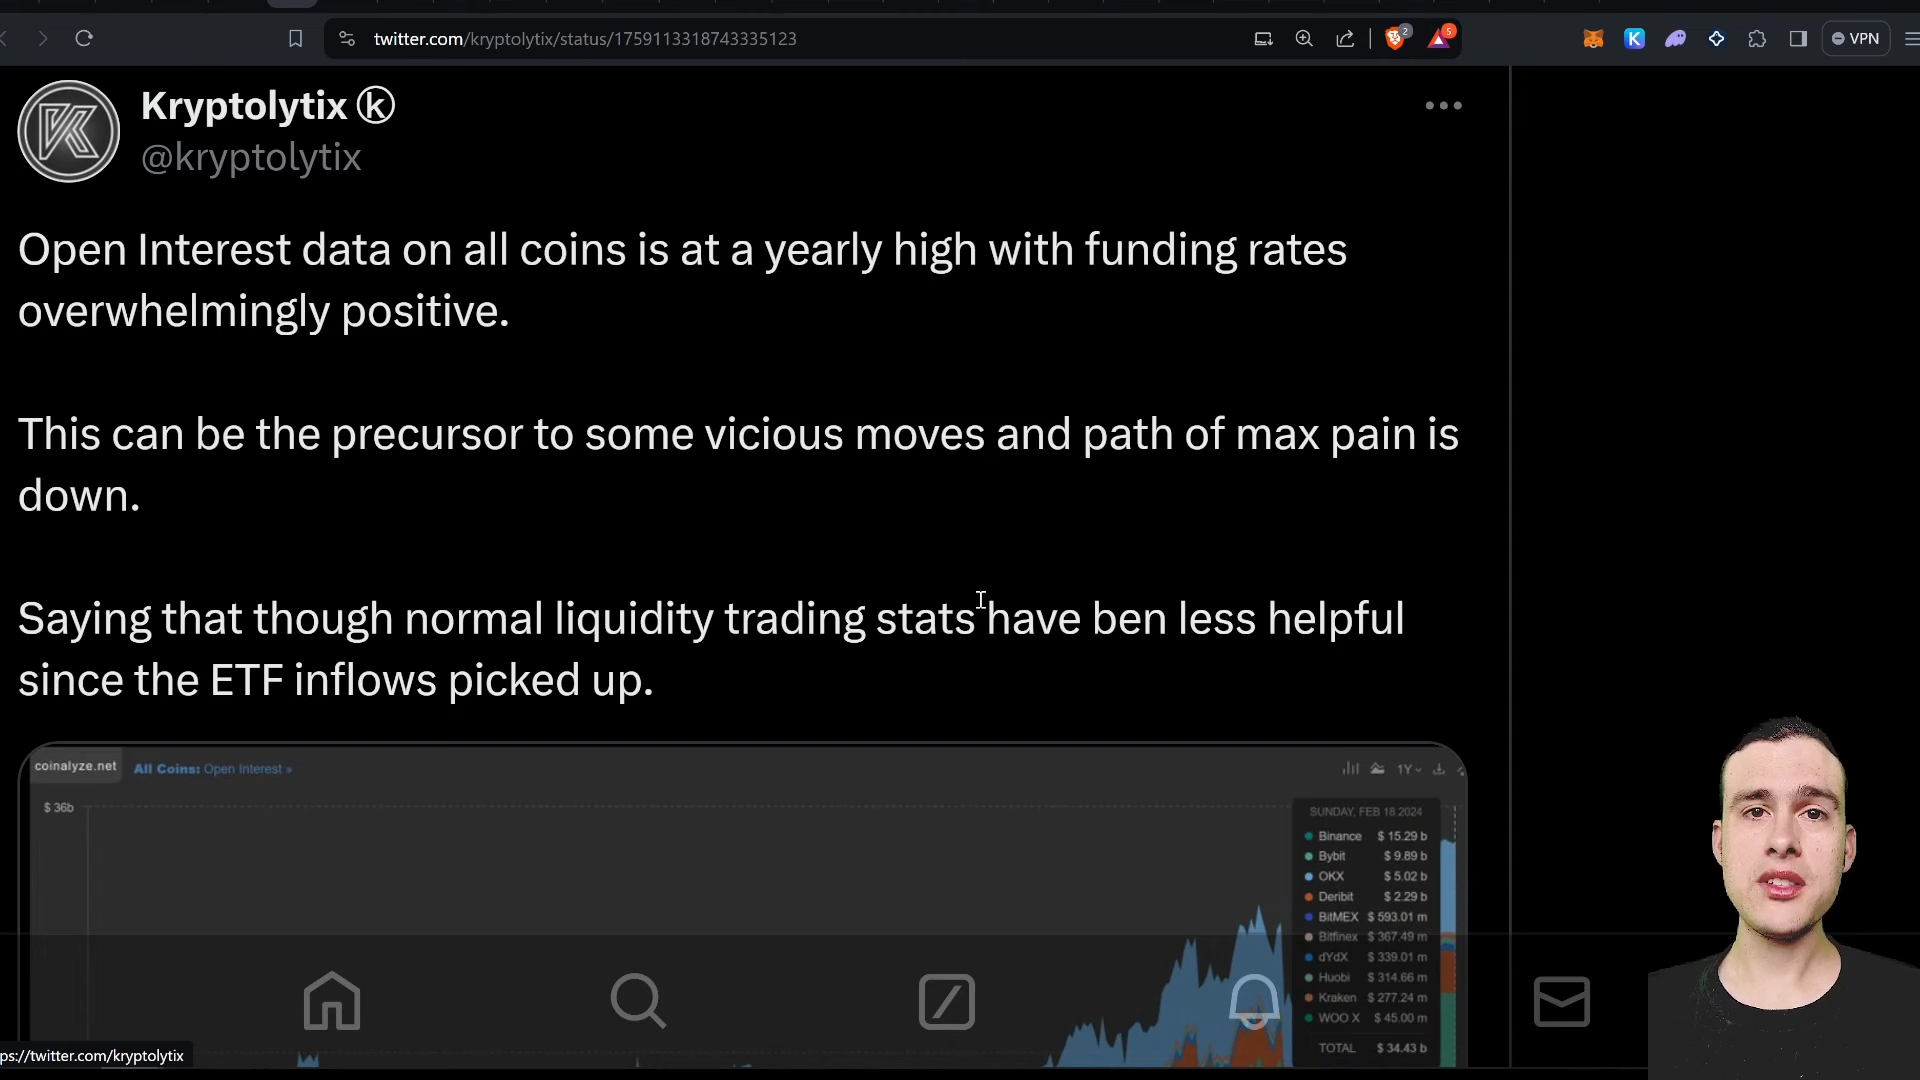 twitter.com/kryptolytix/status/1759113318743335123
2
5
VPN
Kryptolytix ⓚ
@kryptolytix
Open Interest data on all coins is at a yearly high with funding rates
overwhelmingly positive.
This can be the precursor to some vicious moves and path of max pain is
down.
Saying that though normal liquidity trading stats have ben less helpful
since the ETF inflows picked up.
coinalyze.net All Coins: Open Interest »
1Y
$ 36b
SUNDAY, FEB 18 2024
Binance $ 15.29 b
Bybit $ 9.89 b
OKX $ 5.02 b
Deribit $ 2.29 b
BitMEX $ 593.01 m
Bitfinex $ 367.49 m
dYdX $ 339.01 m
Huobi $ 314.66 m
Kraken $ 277.24 m
WOO X $ 45.00 m
TOTAL $ 34.43 b
ps://twitter.com/kryptolytix